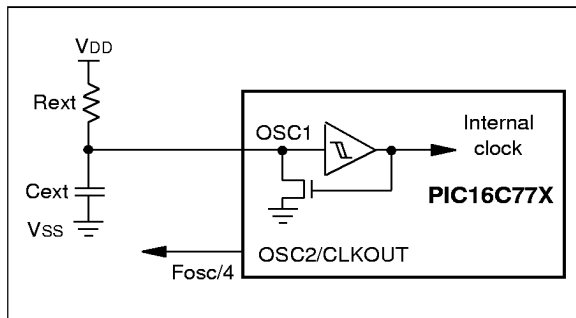 VDD
Rext
OSC1
Internal
clock
Cext
PIC16C77X
VSS
OSC2/CLKOUT
Fosc/4